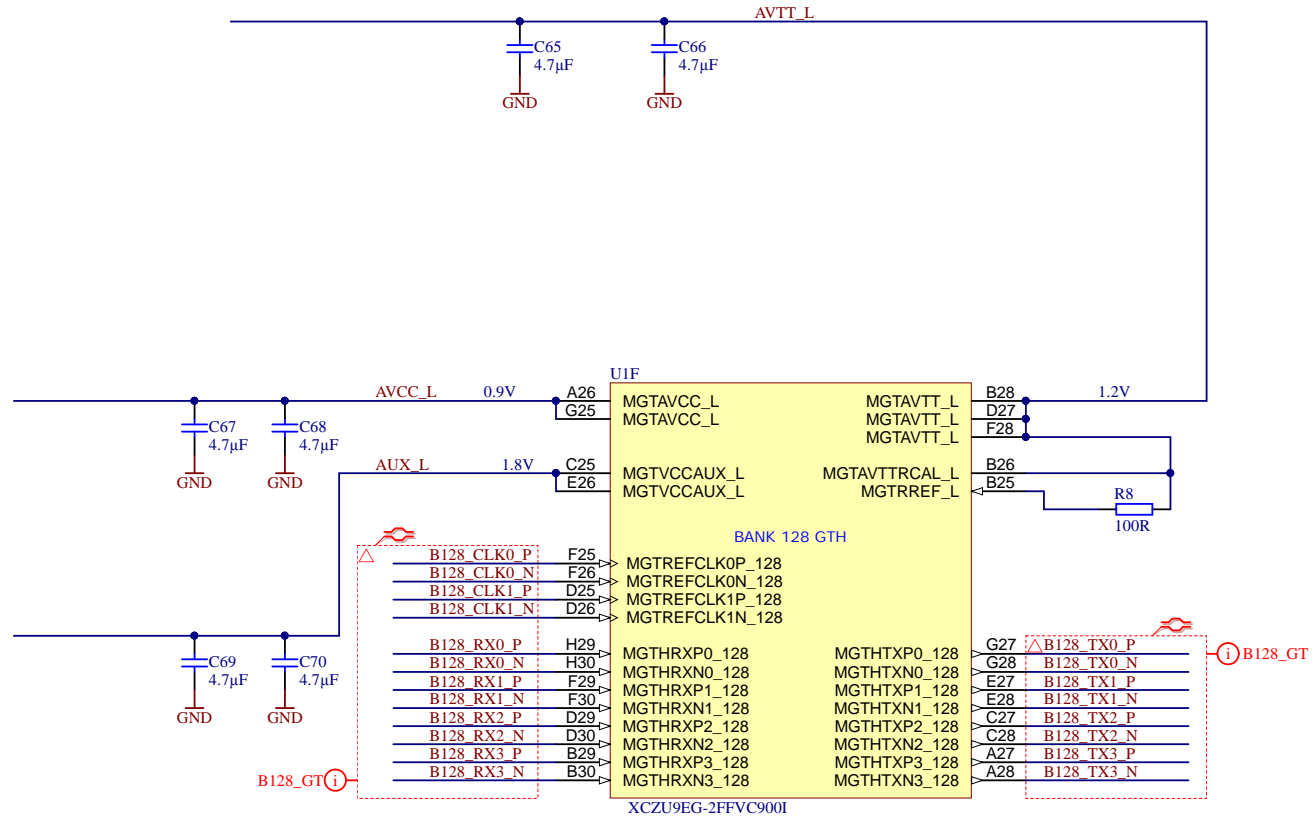 AVTT_L
C65
4.7µF
GND
C66
4.7µF
GND
U1F
AVCC_L 0.9V A26 MGTAVCC_L MGTAVTT_L B28 1.2V
G25 MGTAVCC_L MGTAVTT_L D27
MGTAVTT_L F28
C67
4.7µF
GND
C68
4.7µF
GND
AUX_L 1.8V C25 MGTVCCAUX_L MGTAVTTRCAL_L B26
E26 MGTVCCAUX_L MGTRREF_L B25
R8
100R
BANK 128 GTH
B128_CLK0_P F25 MGTREFCLK0P_128
B128_CLK0_N F26 MGTREFCLK0N_128
B128_CLK1_P D25 MGTREFCLK1P_128
B128_CLK1_N D26 MGTREFCLK1N_128
C69
4.7µF
GND
C70
4.7µF
GND
B128_RX0_P H29 MGTHRXP0_128 MGTHTXP0_128 G27 B128_TX0_P i B128_GT
B128_RX0_N H30 MGTHRXN0_128 MGTHTXN0_128 G28 B128_TX0_N
B128_RX1_P F29 MGTHRXP1_128 MGTHTXP1_128 E27 B128_TX1_P
B128_RX1_N F30 MGTHRXN1_128 MGTHTXN1_128 E28 B128_TX1_N
B128_RX2_P D29 MGTHRXP2_128 MGTHTXP2_128 C27 B128_TX2_P
B128_RX2_N D30 MGTHRXN2_128 MGTHTXN2_128 C28 B128_TX2_N
B128_RX3_P B29 MGTHRXP3_128 MGTHTXP3_128 A27 B128_TX3_P
B128_GT i B128_RX3_N B30 MGTHRXN3_128 MGTHTXN3_128 A28 B128_TX3_N
XCZU9EG-2FFVC900I